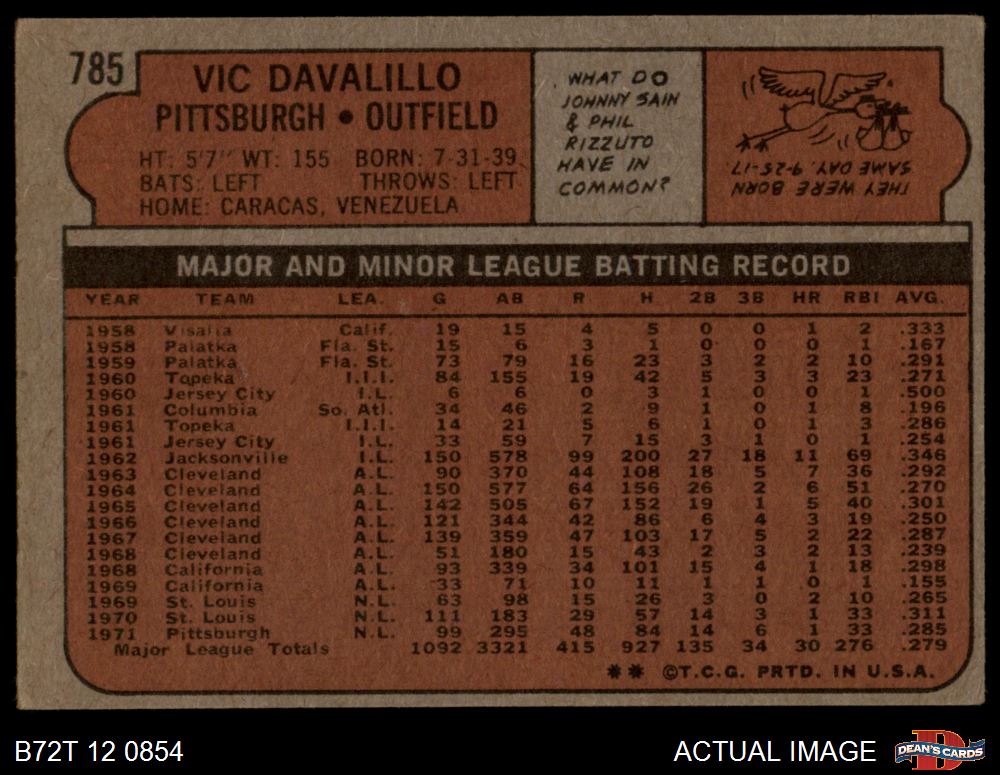 785
VIC DAVALILLO
PITTSBURGH • OUTFIELD
HT: 5'7" WT: 155 BORN: 7-31-39
BATS: LEFT THROWS: LEFT
HOME: CARACAS, VENEZUELA
WHAT DO
JOHNNY SAIN
& PHIL
RIZZUTO
HAVE IN
COMMON?
THEY WERE BORN
SAME DAY, 9-25-17
MAJOR AND MINOR LEAGUE BATTING RECORD
YEAR TEAM LEA. G AB R H 2B 3B HR RBI AVG.
1958 Visalia Calif. 19 15 4 5 0 0 1 2 .333
1958 Palatka Fla. St. 15 6 3 1 0 0 0 1 .167
1959 Palatka Fla. St. 73 79 16 23 3 2 2 10 .291
1960 Topeka I.I.I. 84 155 19 42 5 3 3 23 .271
1960 Jersey City I.L. 6 6 0 3 1 0 0 1 .500
1961 Columbia So. Atl. 34 46 2 9 1 0 1 8 .196
1961 Topeka I.I.I. 14 21 5 6 1 0 1 3 .286
1961 Jersey City I.L. 33 59 7 15 3 1 0 1 .254
1962 Jacksonville I.L. 150 578 99 200 27 18 11 69 .346
1963 Cleveland A.L. 90 370 44 108 18 5 7 36 .292
1964 Cleveland A.L. 150 577 64 156 26 2 6 51 .270
1965 Cleveland A.L. 142 505 67 152 19 1 5 40 .301
1966 Cleveland A.L. 121 344 42 86 6 4 3 19 .250
1967 Cleveland A.L. 139 359 47 103 17 5 2 22 .287
1968 Cleveland A.L. 51 180 15 43 2 3 2 13 .239
1968 California A.L. 93 339 34 101 15 4 1 18 .298
1969 California A.L. 33 71 10 11 1 1 0 1 .155
1969 St. Louis N.L. 63 98 15 26 3 0 2 10 .265
1970 St. Louis N.L. 111 183 29 57 14 3 1 33 .311
1971 Pittsburgh N.L. 99 295 48 84 14 6 1 33 .285
Major League Totals 1092 3321 415 927 135 34 30 276 .279
** ©T.C.G. PRTD. IN U.S.A.
B72T 12 0854
ACTUAL IMAGE
DEAN'S CARDS